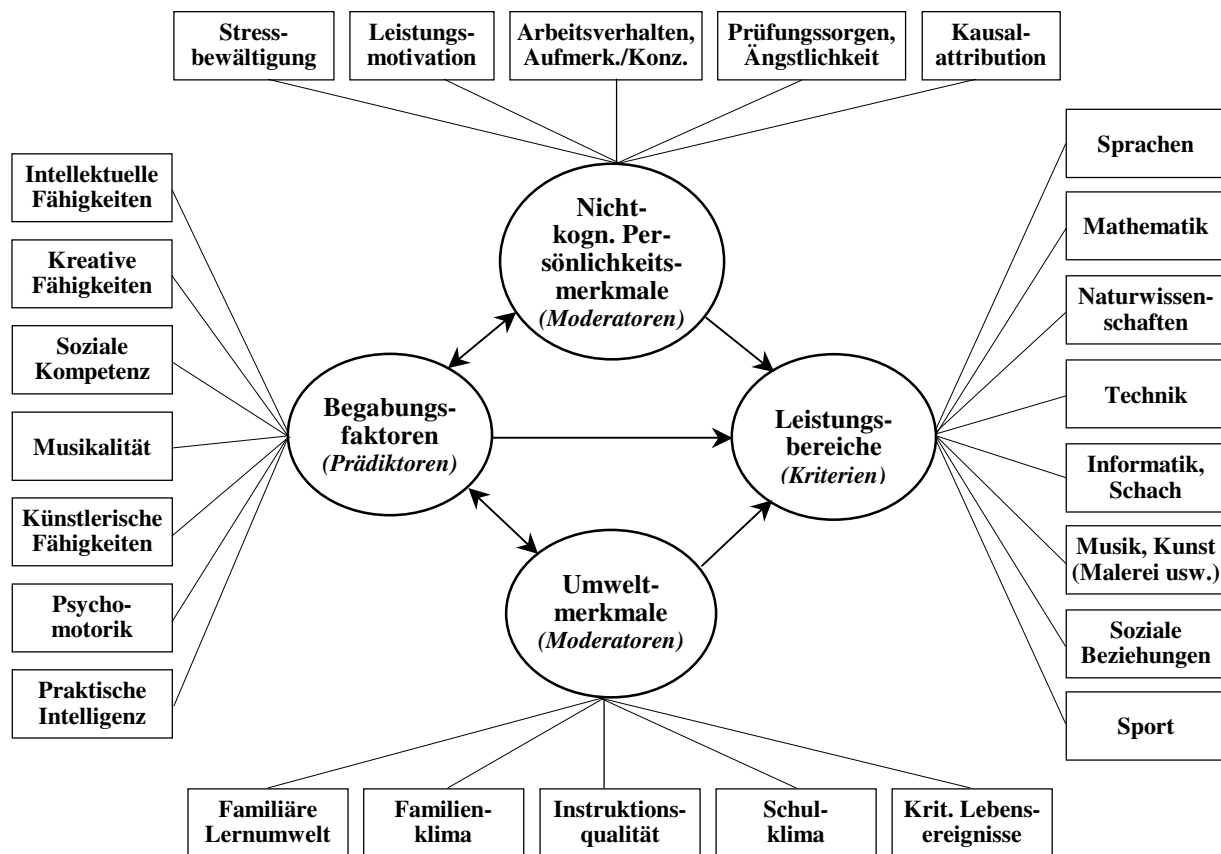 Stress-
bewältigung
Leistungs-
motivation
Arbeitsverhalten,
Aufmerk./Konz.
Prüfungssorgen,
Ängstlichkeit
Kausal-
attribution
Intellektuelle
Fähigkeiten
Kreative
Fähigkeiten
Soziale
Kompetenz
Musikalität
Künstlerische
Fähigkeiten
Psycho-
motorik
Praktische
Intelligenz
Nicht-
kogn. Per-
sönlichkeits-
merkmale
(Moderatoren)
Begabungs-
faktoren
(Prädiktoren)
Leistungs-
bereiche
(Kriterien)
Umwelt-
merkmale
(Moderatoren)
Sprachen
Mathematik
Naturwissen-
schaften
Technik
Informatik,
Schach
Musik, Kunst
(Malerei usw.)
Soziale
Beziehungen
Sport
Familiäre
Lernumwelt
Familien-
klima
Instruktions-
qualität
Schul-
klima
Krit. Lebens-
ereignisse